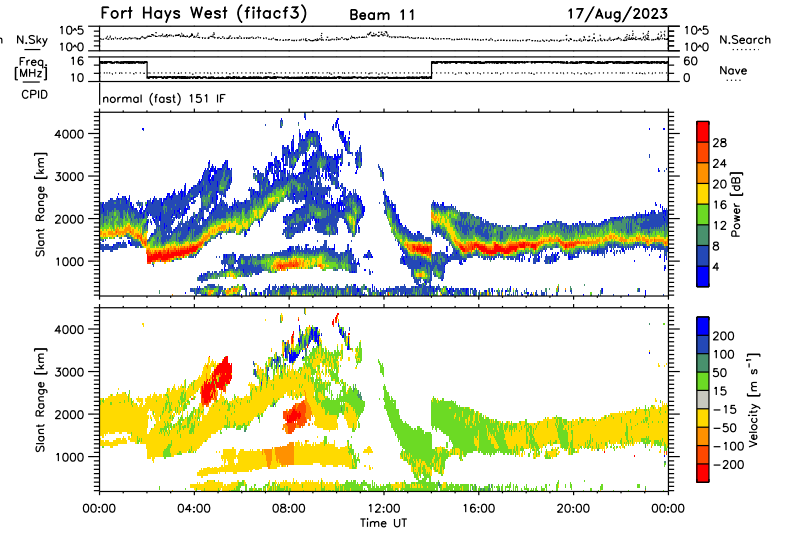 Fort Hays West (fitacf3) Beam 11 17/Aug/2023
N.Sky 10^5 10^0 10^5 10^0 N.Search
Freq. [MHz] 16 10 60 0 Nave
CPID normal (fast) 151 IF
Slant Range [km]
4000
3000
2000
1000
Power [dB]
28
24
20
16
12
8
4
Slant Range [km]
4000
3000
2000
1000
Velocity [m s⁻¹]
200
100
50
15
-15
-50
-100
-200
00:00 04:00 08:00 12:00 16:00 20:00 00:00
Time UT